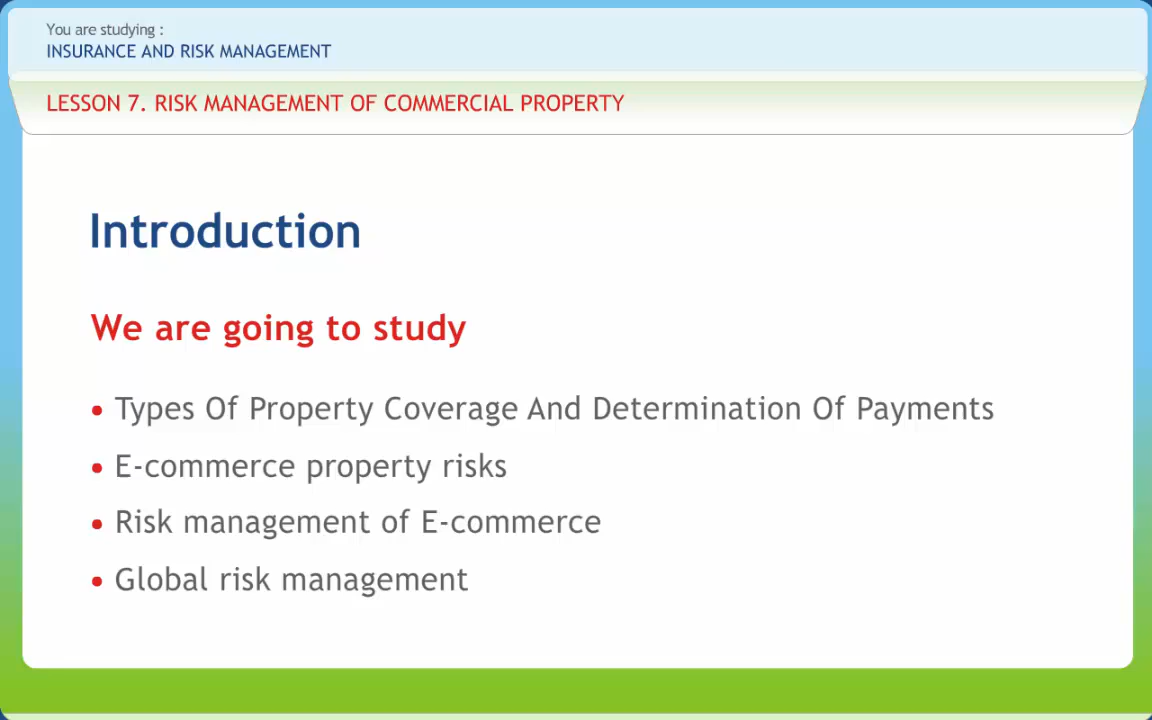 You are studying :
INSURANCE AND RISK MANAGEMENT
LESSON 7. RISK MANAGEMENT OF COMMERCIAL PROPERTY
Introduction
We are going to study
• Types Of Property Coverage And Determination Of Payments
• E-commerce property risks
• Risk management of E-commerce
• Global risk management